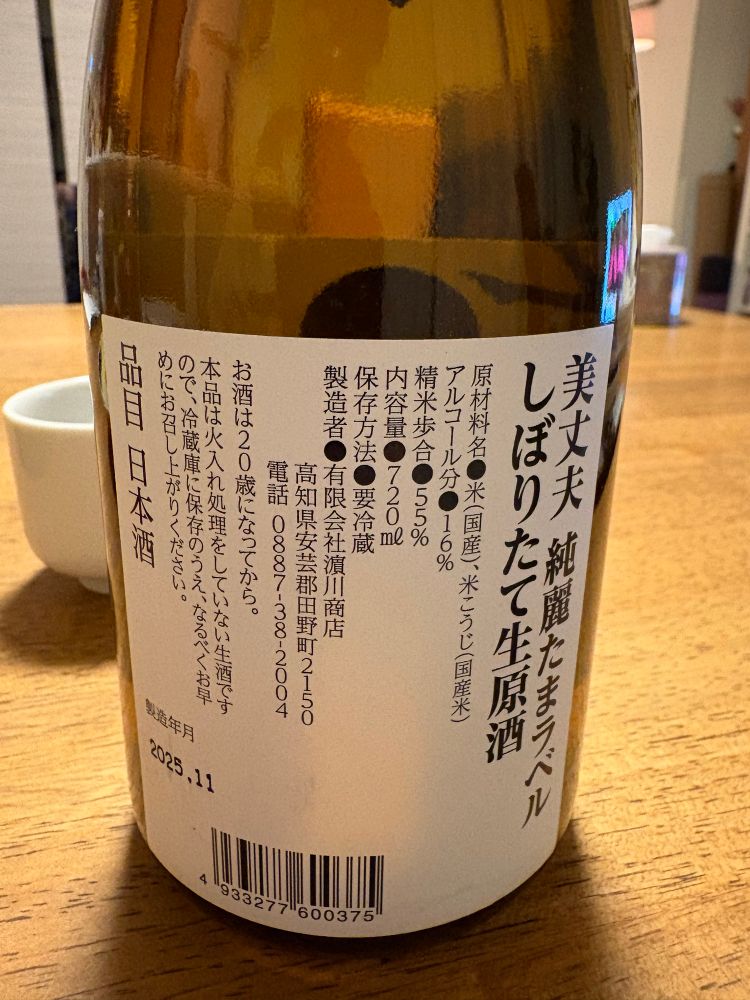 美丈夫 純麗たまラベル
しぼりたて生原酒
原材料名●米(国産)、米こうじ(国産米)
アルコール分●16%
精米歩合●55%
内容量●720㎖
保存方法●要冷蔵
製造者●有限会社濵川商店
高知県安芸郡田野町2150
電話 0887-38-2004
お酒は20歳になってから。
本品は火入れ処理をしていない生酒です
ので、冷蔵庫に保存のうえ、なるべくお早
めにお召し上がりください。
品目 日本酒
製造年月
2025.11
4 933277 600375